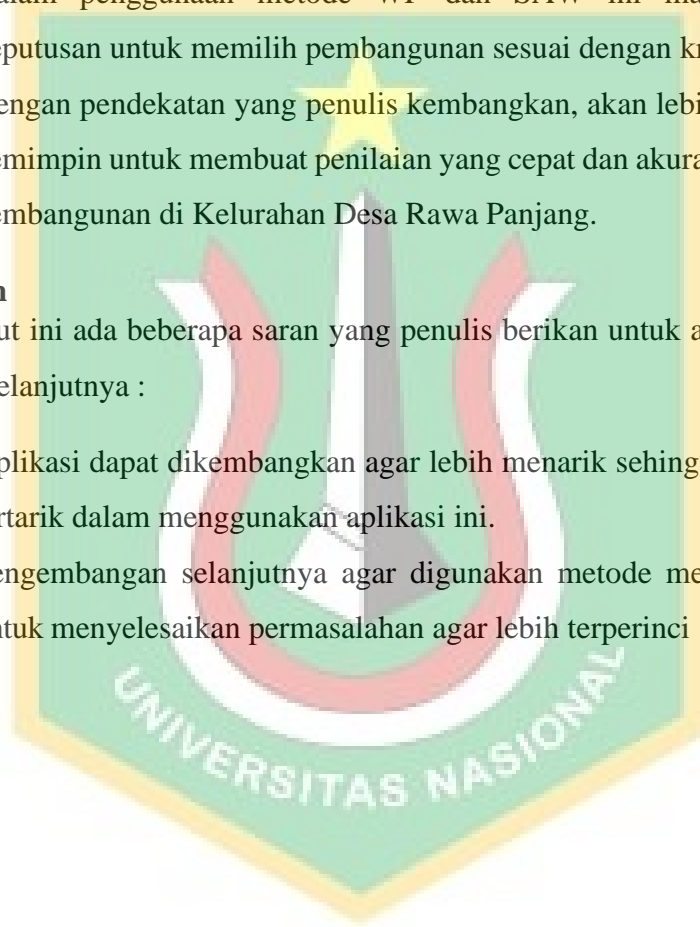 penggunaan metode WP dan SAW ini
eputusan untuk memilih pembangunan sesuai dengan
engan pendekatan yang penulis kembangkan, akan lebi
emimpin untuk membuat penilaian yang cepat dan akura
embangunan di Kelurahan Desa Rawa Panjang.
n
ut ini ada beberapa saran yang penulis berikan untuk a
elanjutnya :
plikasi dapat dikembangkan agar lebih menarik sehing
rtarik dalam menggunakan aplikasi ini.
engembangan selanjutnya agar digunakan metode me
ntuk menyelesaikan permasalahan agar lebih terperinci
UNIVERSITAS NASIONAL